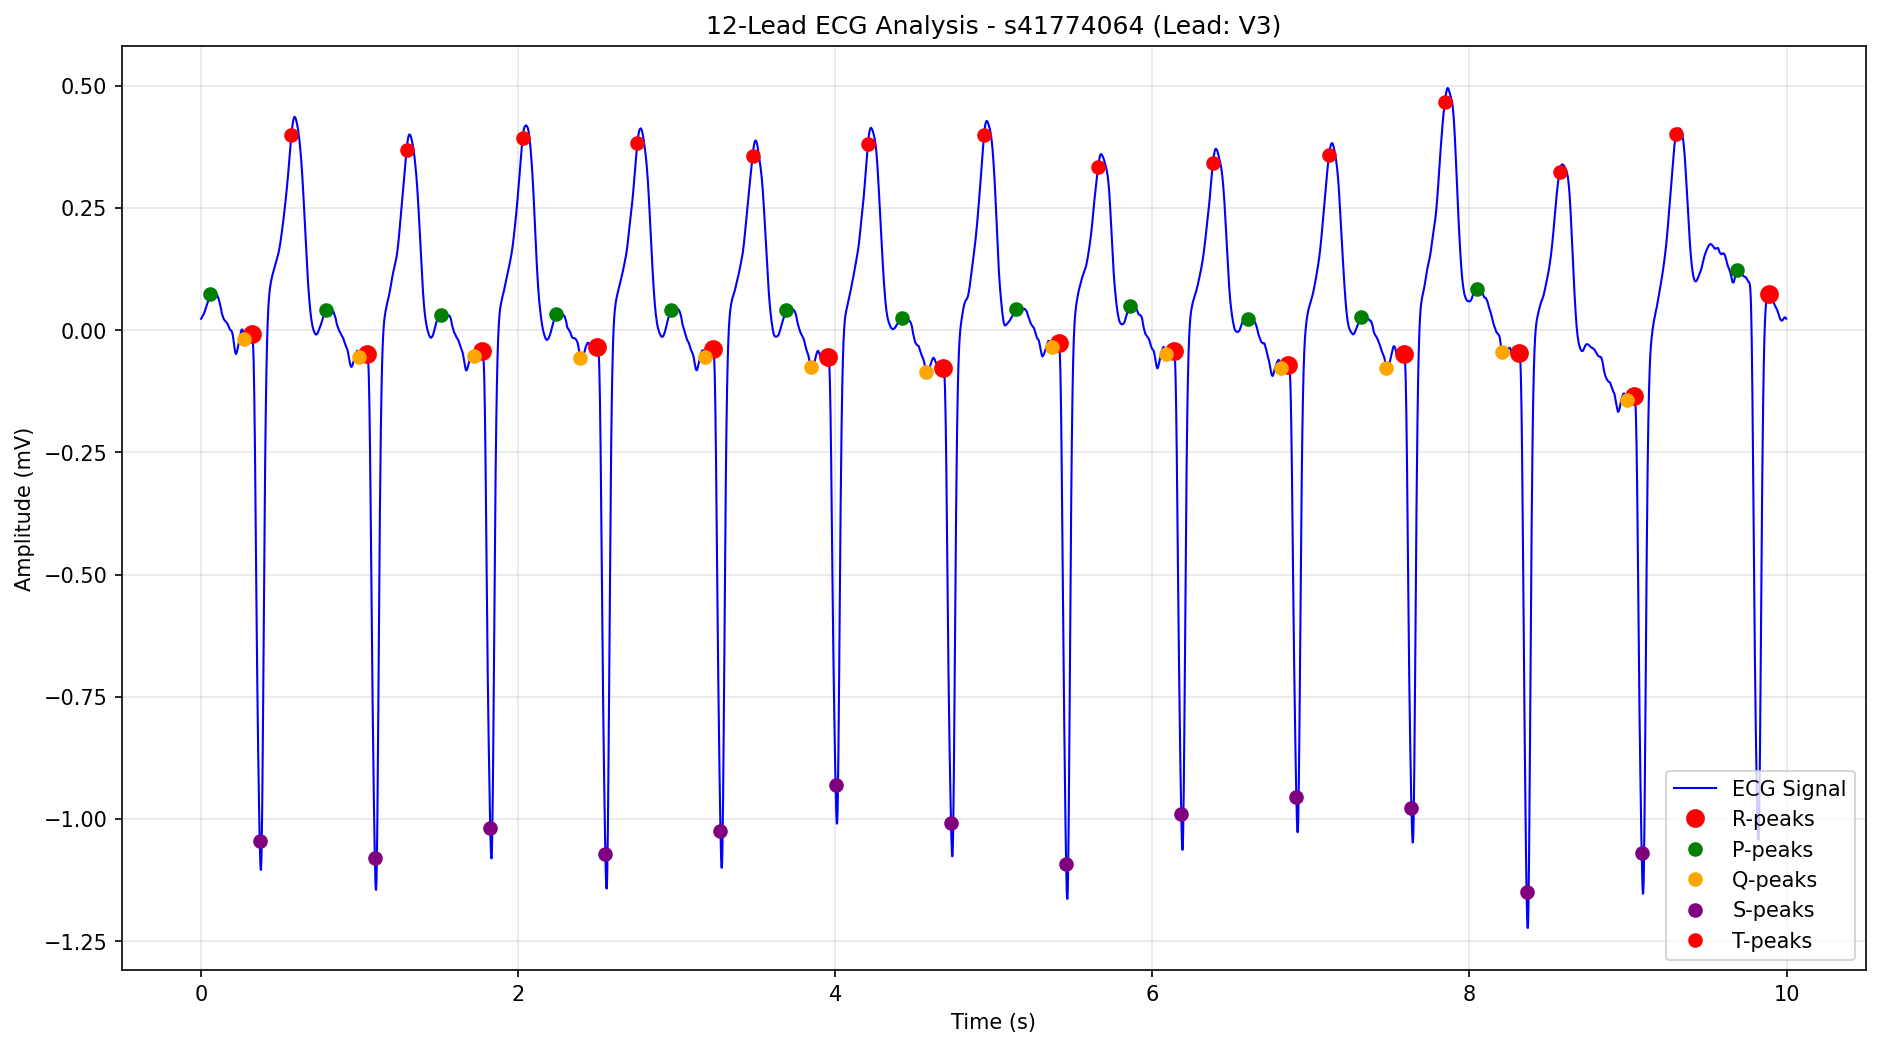 12-Lead ECG Analysis - s41774064 (Lead: V3)
Amplitude (mV)
0.50
0.25
0.00
−0.25
−0.50
−0.75
−1.00
−1.25
ECG Signal
R-peaks
P-peaks
Q-peaks
S-peaks
T-peaks
0 2 4 6 8 10
Time (s)